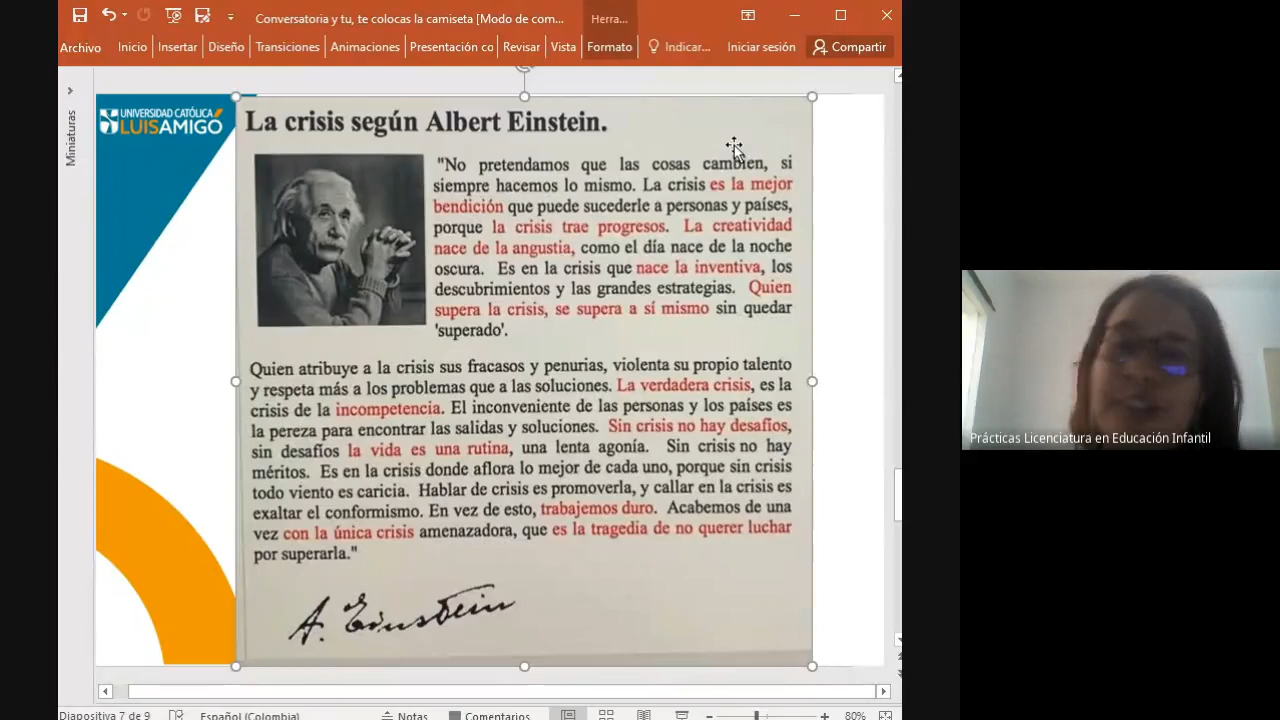 Conversatoria y tu, te colocas la camiseta [Modo de com...
Herra...
Archivo
Inicio
Insertar
Diseño
Transiciones
Animaciones
Presentación co
Revisar
Vista
Formato
Indicar...
Iniciar sesión
Compartir
Miniaturas
UNIVERSIDAD CATÓLICA
LUIS AMIGÓ
La crisis según Albert Einstein.
"No pretendamos que las cosas cambien, si
siempre hacemos lo mismo. La crisis es la mejor
bendición que puede sucederle a personas y países,
porque la crisis trae progresos. La creatividad
nace de la angustia, como el día nace de la noche
oscura. Es en la crisis que nace la inventiva, los
descubrimientos y las grandes estrategias. Quien
supera la crisis, se supera a sí mismo sin quedar
'superado'.
Quien atribuye a la crisis sus fracasos y penurias, violenta su propio talento
y respeta más a los problemas que a las soluciones. La verdadera crisis, es la
crisis de la incompetencia. El inconveniente de las personas y los países es
la pereza para encontrar las salidas y soluciones. Sin crisis no hay desafíos,
sin desafíos la vida es una rutina, una lenta agonía. Sin crisis no hay
méritos. Es en la crisis donde aflora lo mejor de cada uno, porque sin crisis
todo viento es caricia. Hablar de crisis es promoverla, y callar en la crisis es
exaltar el conformismo. En vez de esto, trabajemos duro. Acabemos de una
vez con la única crisis amenazadora, que es la tragedia de no querer luchar
por superarla."
A. Einstein
Prácticas Licenciatura en Educación Infantil
Diapositiva 7 de 9
Español (Colombia)
Notas
Comentarios
80%